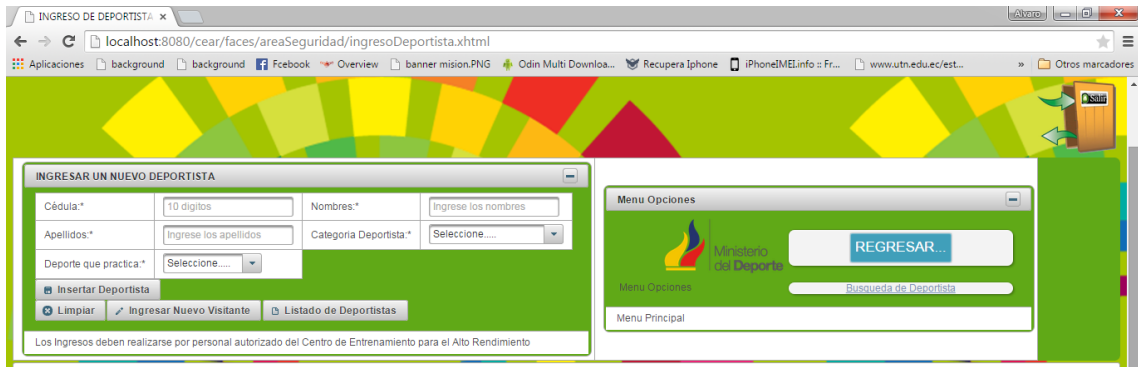 INGRESO DE DEPORTISTA
Alvaro
localhost:8080/cear/faces/areaSeguridad/ingresoDeportista.xhtml
Aplicaciones background background Fcebook Overview banner mision.PNG Odin Multi Downloa... Recupera Iphone iPhoneIMEI.info :: Fr... www.utn.edu.ec/est... » Otros marcadores
Salir
INGRESAR UN NUEVO DEPORTISTA
Cédula:* 10 digitos Nombres:* Ingrese los nombres
Apellidos:* Ingrese los apellidos Categoria Deportista:* Seleccione.....
Deporte que practica:* Seleccione.....
Insertar Deportista
Limpiar Ingresar Nuevo Visitante Listado de Deportistas
Los Ingresos deben realizarse por personal autorizado del Centro de Entrenamiento para el Alto Rendimiento
Menu Opciones
Ministerio
del Deporte
REGRESAR...
Menu Opciones Busqueda de Deportista
Menu Principal